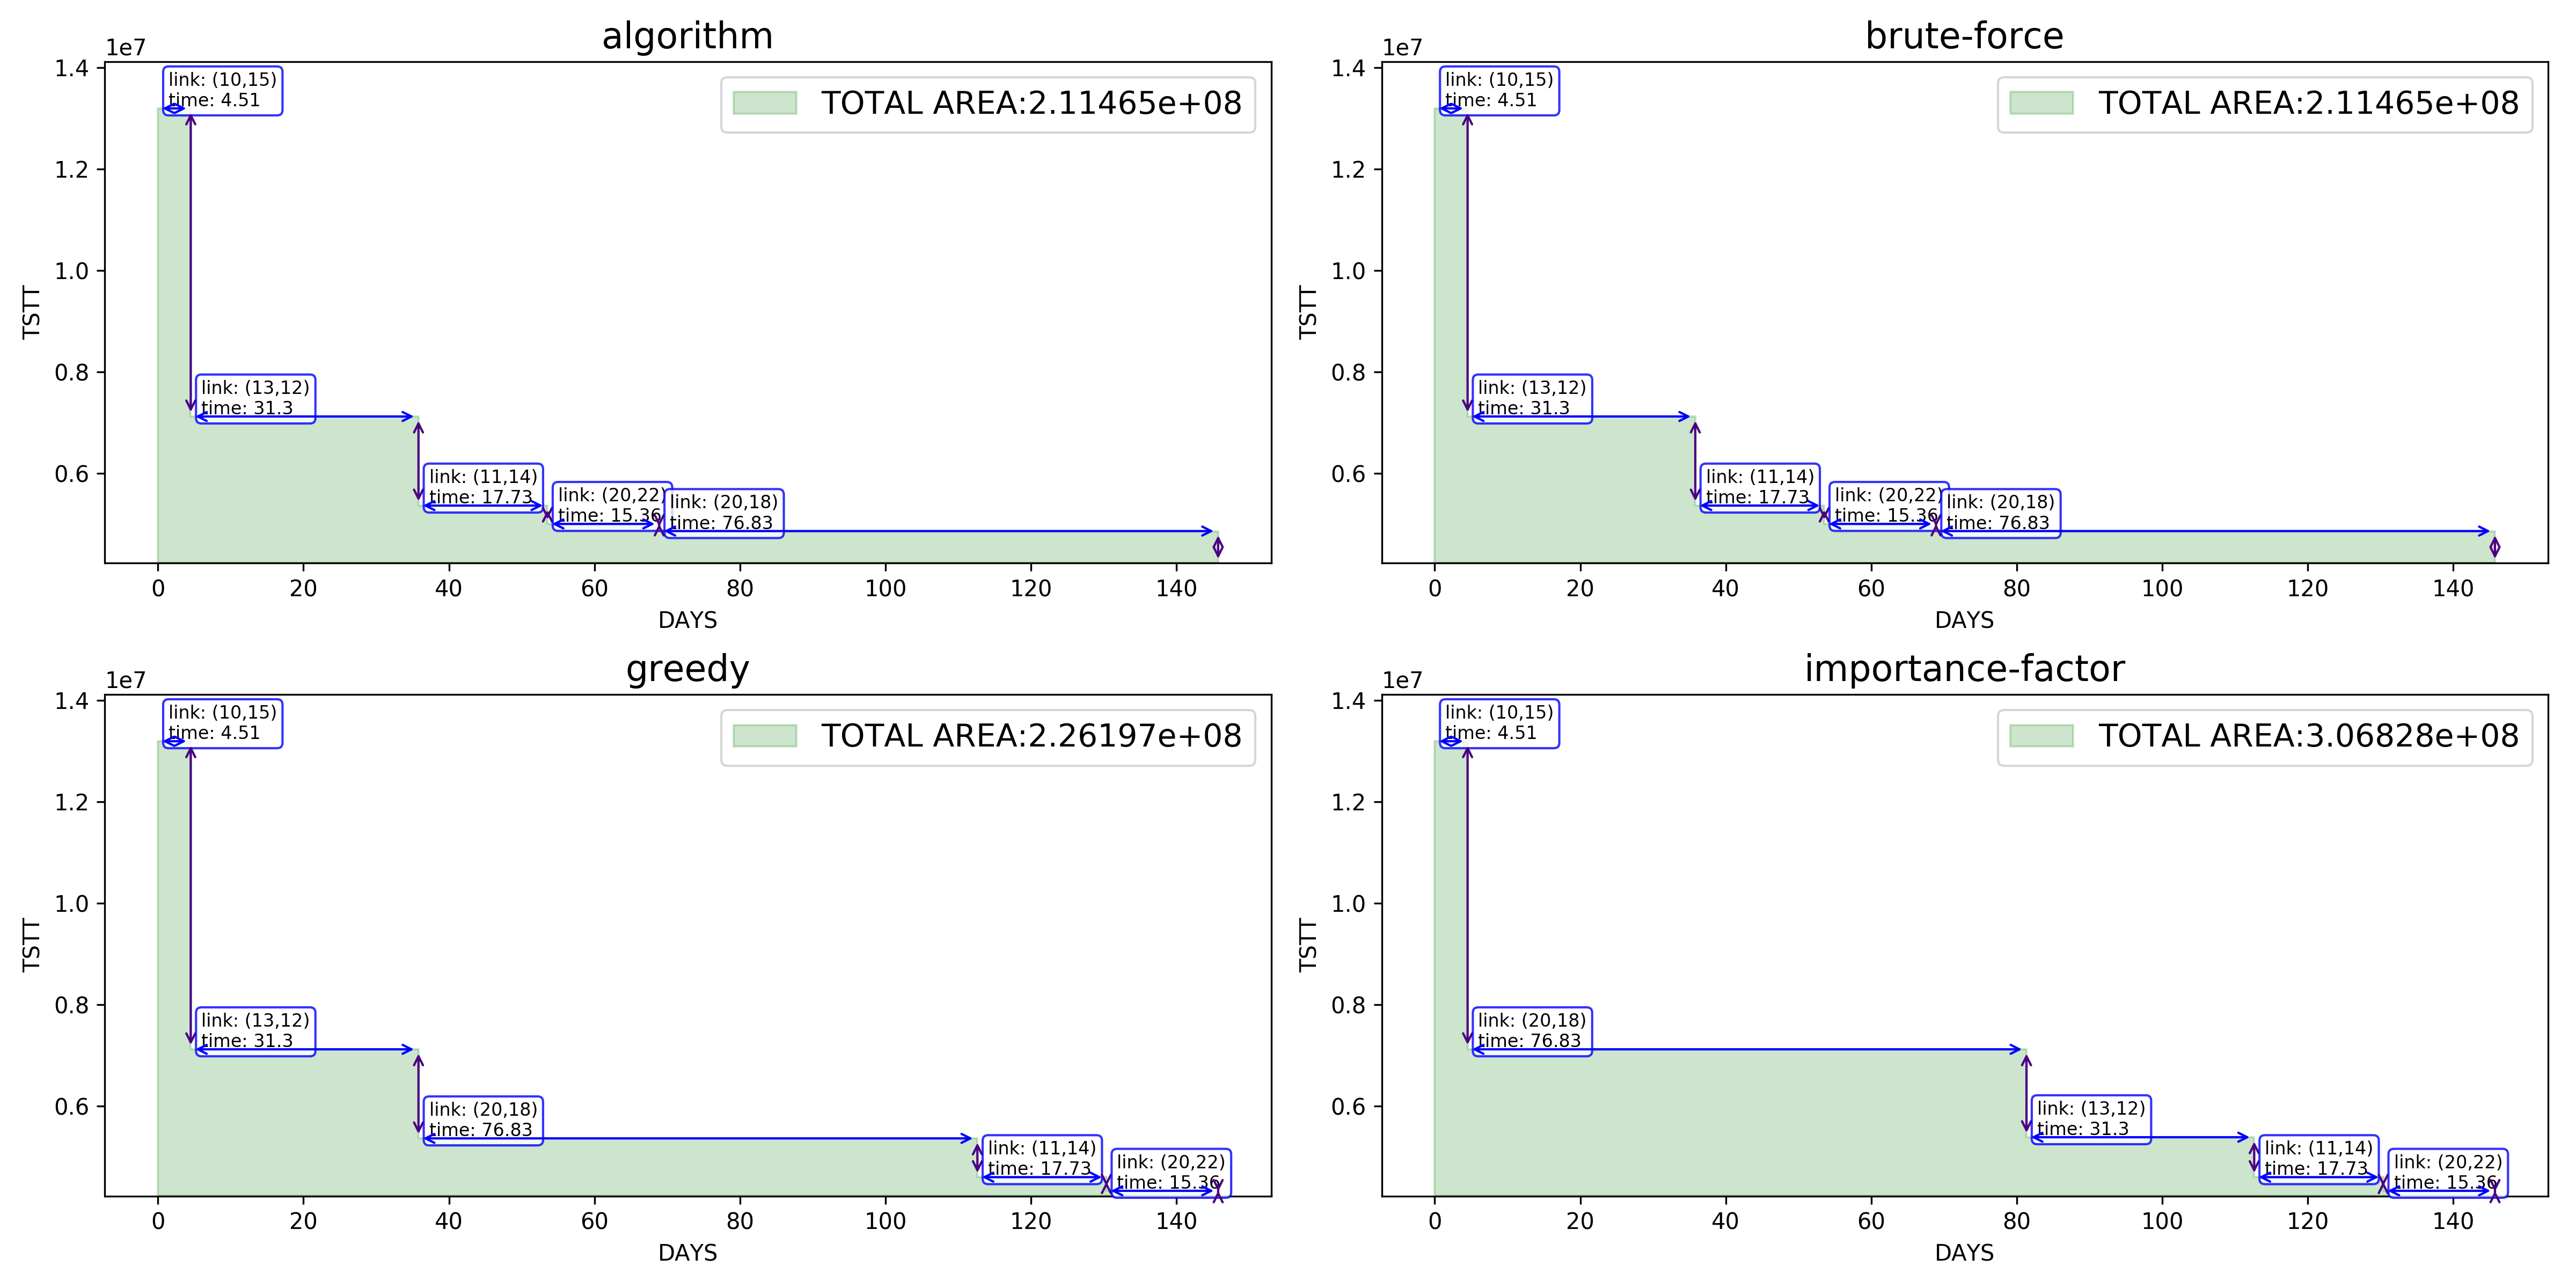 algorithm
1e7
1.4
1.2
1.0
0.8
0.6
TSTT
link: (10,15)
time: 4.51
TOTAL AREA:2.11465e+08
link: (13,12)
time: 31.3
link: (11,14)
time: 17.73
link: (20,22)
time: 15.36
link: (20,18)
time: 76.83
0 20 40 60 80 100 120 140
DAYS
brute-force
1e7
1.4
1.2
1.0
0.8
0.6
TSTT
link: (10,15)
time: 4.51
TOTAL AREA:2.11465e+08
link: (13,12)
time: 31.3
link: (11,14)
time: 17.73
link: (20,22)
time: 15.36
link: (20,18)
time: 76.83
0 20 40 60 80 100 120 140
DAYS
greedy
1e7
1.4
1.2
1.0
0.8
0.6
TSTT
link: (10,15)
time: 4.51
TOTAL AREA:2.26197e+08
link: (13,12)
time: 31.3
link: (20,18)
time: 76.83
link: (11,14)
time: 17.73
link: (20,22)
time: 15.36
0 20 40 60 80 100 120 140
DAYS
importance-factor
1e7
1.4
1.2
1.0
0.8
0.6
TSTT
link: (10,15)
time: 4.51
TOTAL AREA:3.06828e+08
link: (20,18)
time: 76.83
link: (13,12)
time: 31.3
link: (11,14)
time: 17.73
link: (20,22)
time: 15.36
0 20 40 60 80 100 120 140
DAYS